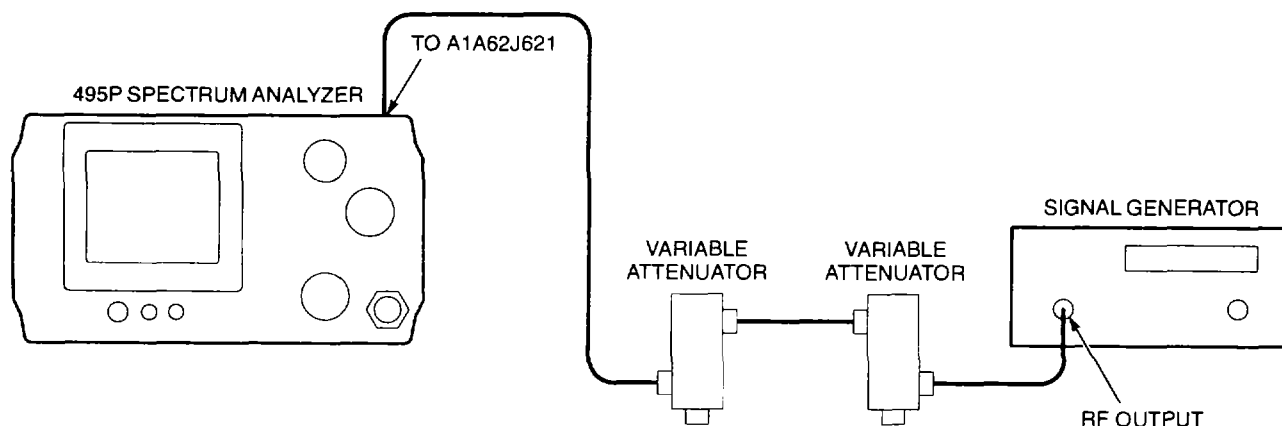 TO A1A62J621
495P SPECTRUM ANALYZER
SIGNAL GENERATOR
VARIABLE
ATTENUATOR
VARIABLE
ATTENUATOR
RF OUTPUT